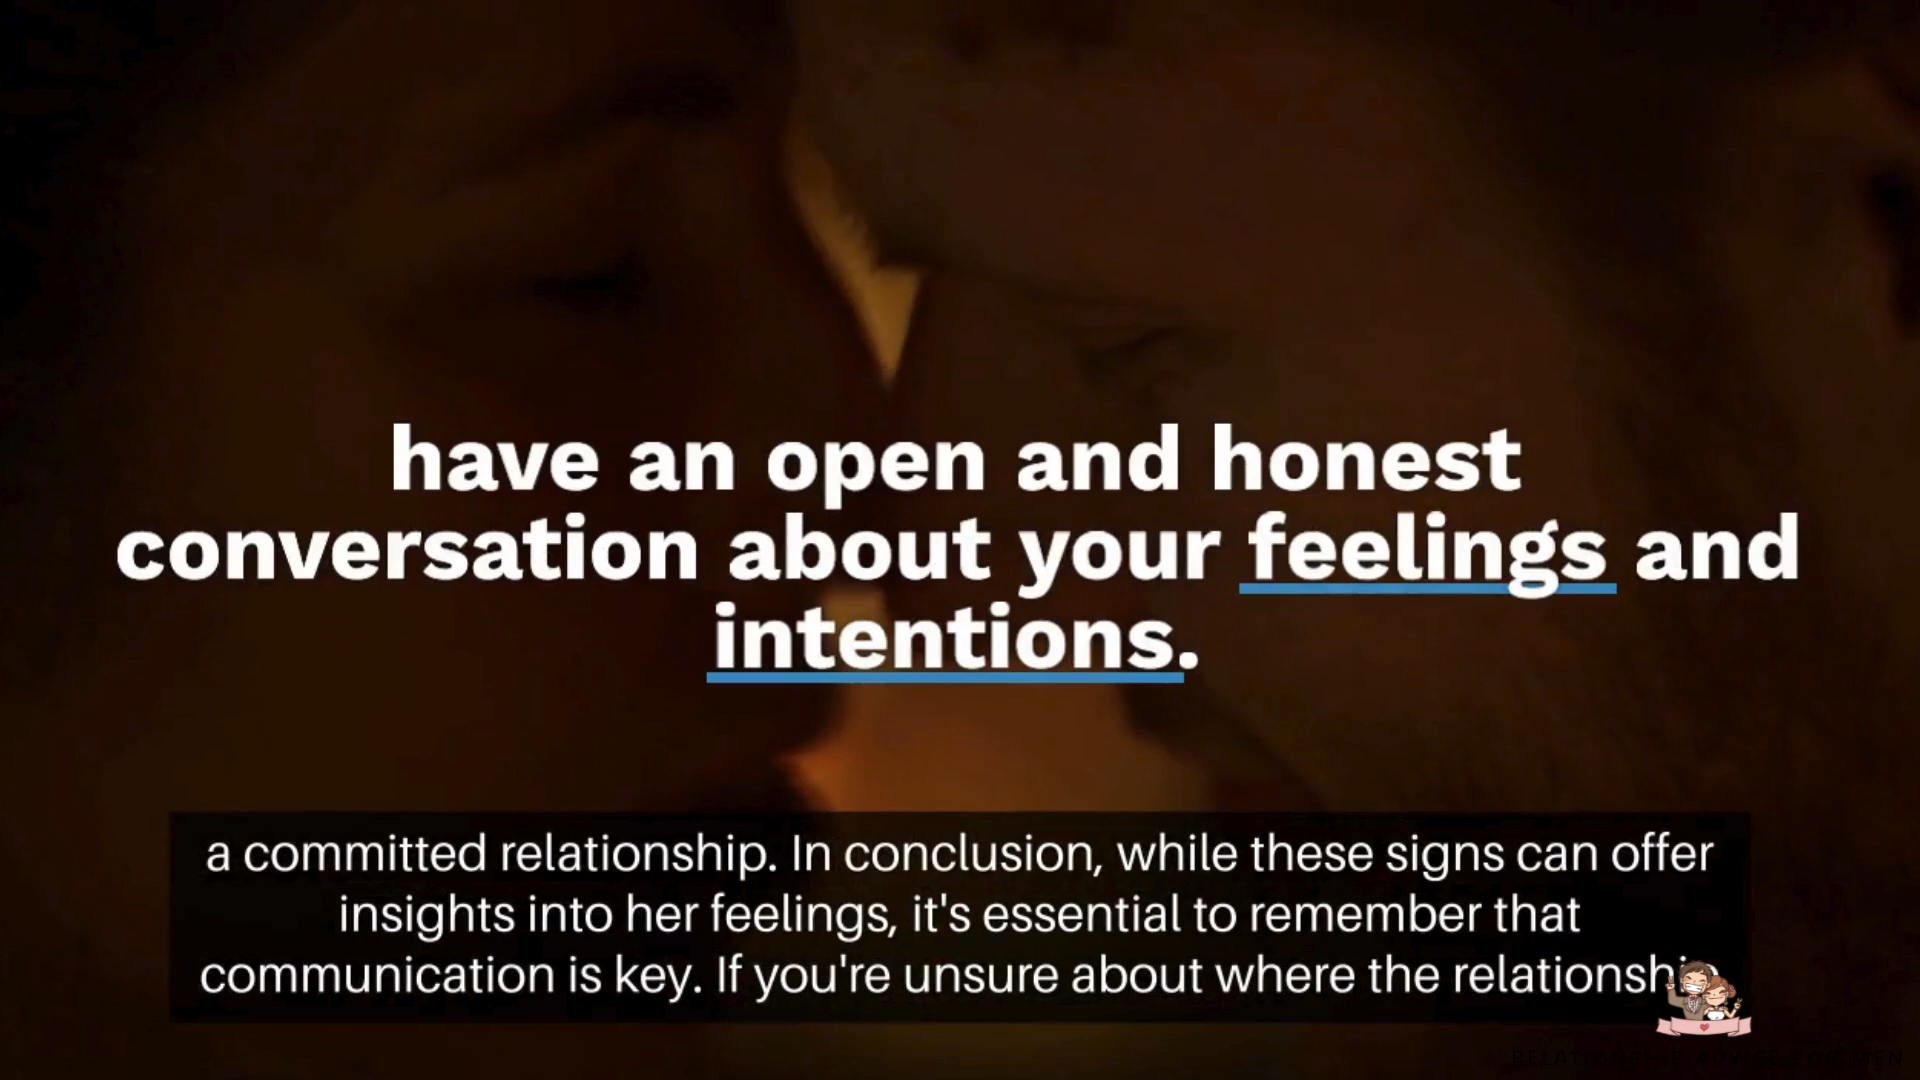 have an open and honest
conversation about your feelings and
intentions.
a committed relationship. In conclusion, while these signs can offer
insights into her feelings, it's essential to remember that
communication is key. If you're unsure about where the